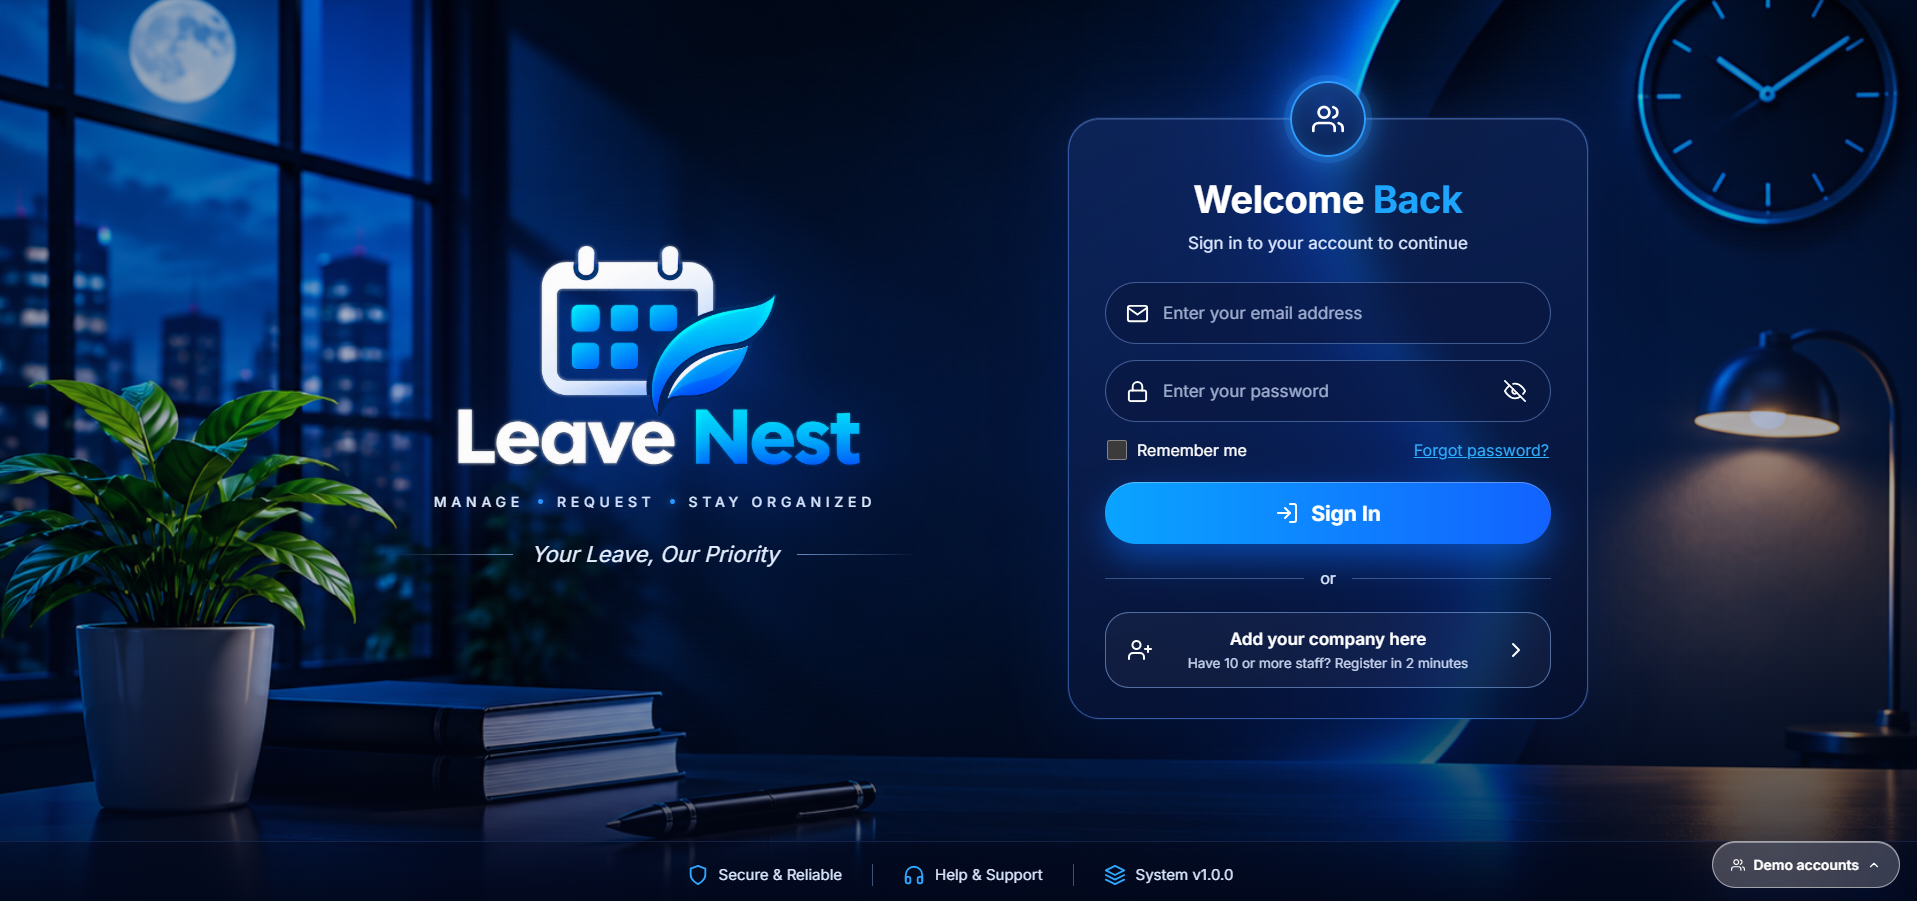 Leave Nest
MANAGE • REQUEST • STAY ORGANIZED
Your Leave, Our Priority
Welcome Back
Sign in to your account to continue
Enter your email address
Enter your password
Remember me
Forgot password?
Sign In
or
Add your company here
Have 10 or more staff? Register in 2 minutes
Secure & Reliable
Help & Support
System v1.0.0
Demo accounts